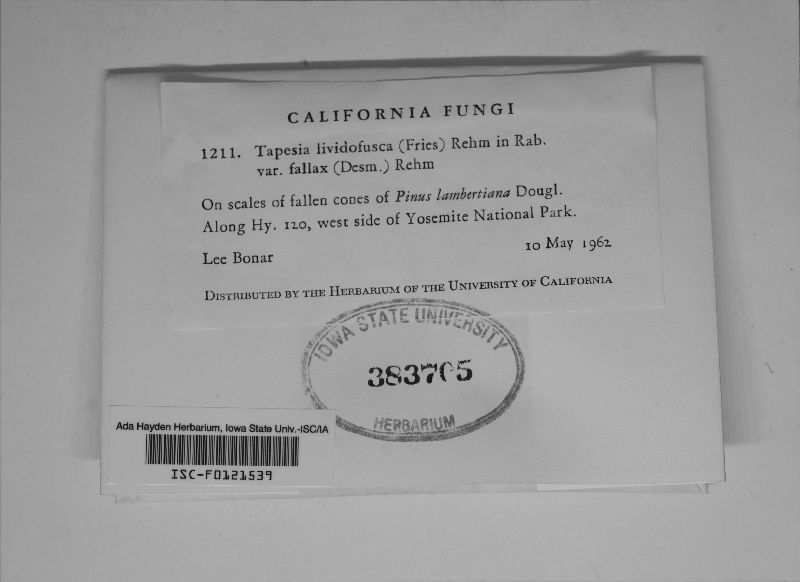 CALIFORNIA FUNGI
1211. Tapesia lividofusca (Fries) Rehm in Rab.
var. fallax (Desm.) Rehm
On scales of fallen cones of Pinus lambertiana Dougl.
Along Hy. 120, west side of Yosemite National Park.
Lee Bonar 10 May 1962
DISTRIBUTED BY THE HERBARIUM OF THE UNIVERSITY OF CALIFORNIA
IOWA STATE UNIVERSITY
383705
HERBARIUM
Ada Hayden Herbarium, Iowa State Univ.-ISC/IA
ISC-F0121539